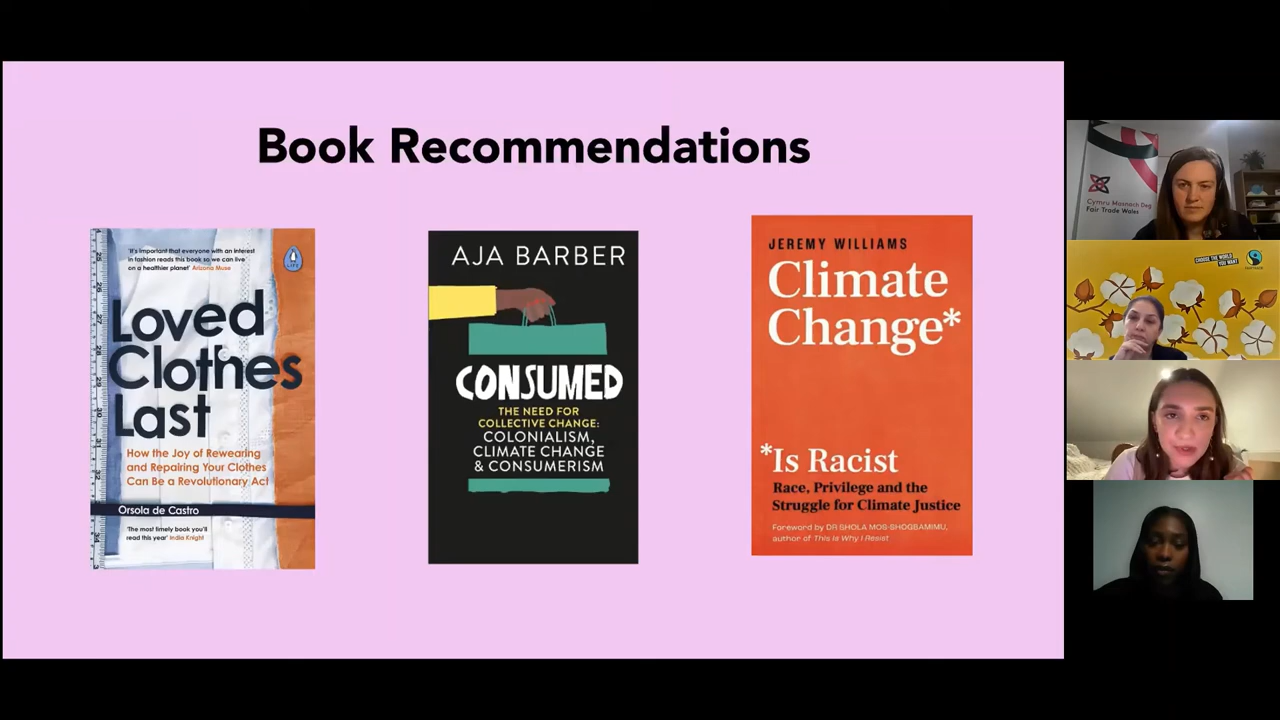 Book Recommendations
'It's important that everyone with an interest
in fashion reads this book so we can live
on a healthier planet' Arizona Muse
Loved
Clothes
Last
How the Joy of Rewearing
and Repairing Your Clothes
Can Be a Revolutionary Act
Orsola de Castro
'The most timely book you'll
read this year' India Knight
AJA BARBER
CONSUMED
THE NEED FOR
COLLECTIVE CHANGE:
COLONIALISM,
CLIMATE CHANGE
& CONSUMERISM
JEREMY WILLIAMS
Climate
Change*
*Is Racist
Race, Privilege and the
Struggle for Climate Justice
Foreword by DR SHOLA MOS-SHOGBAMIMU,
author of This Is Why I Resist
Cymru Masnach Deg
Fair Trade Wales
CHOOSE THE WORLD
YOU WANT